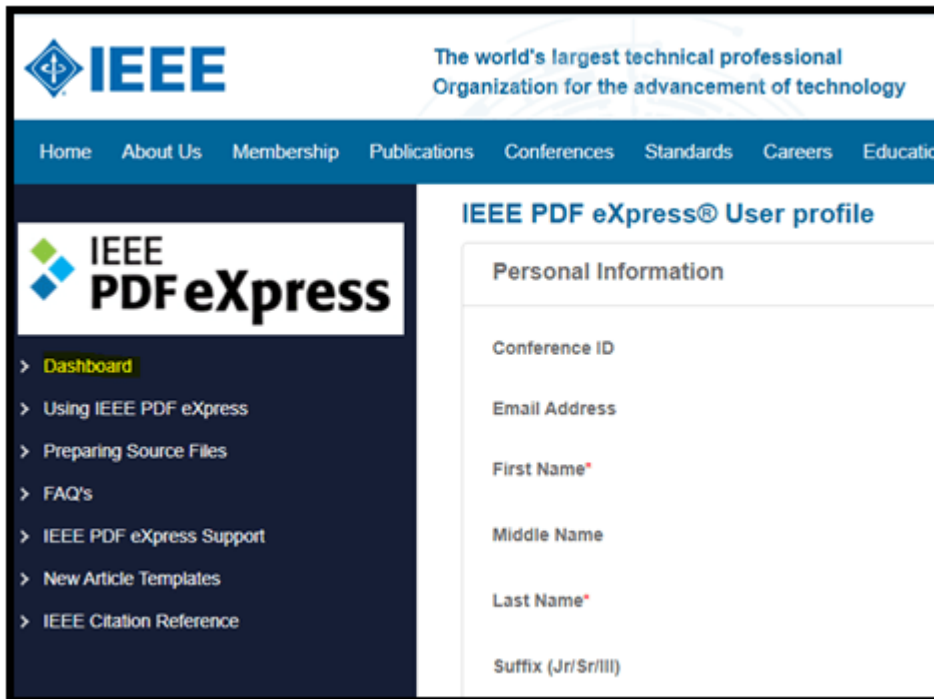 IEEE
The world's largest technical professional
Organization for the advancement of technology
Home About Us Membership Publications Conferences Standards Careers Educatio
IEEE
PDF eXpress
Dashboard
Using IEEE PDF eXpress
Preparing Source Files
FAQ's
IEEE PDF eXpress Support
New Article Templates
IEEE Citation Reference
IEEE PDF eXpress® User profile
Personal Information
Conference ID
Email Address
First Name*
Middle Name
Last Name*
Suffix (Jr/Sr/III)